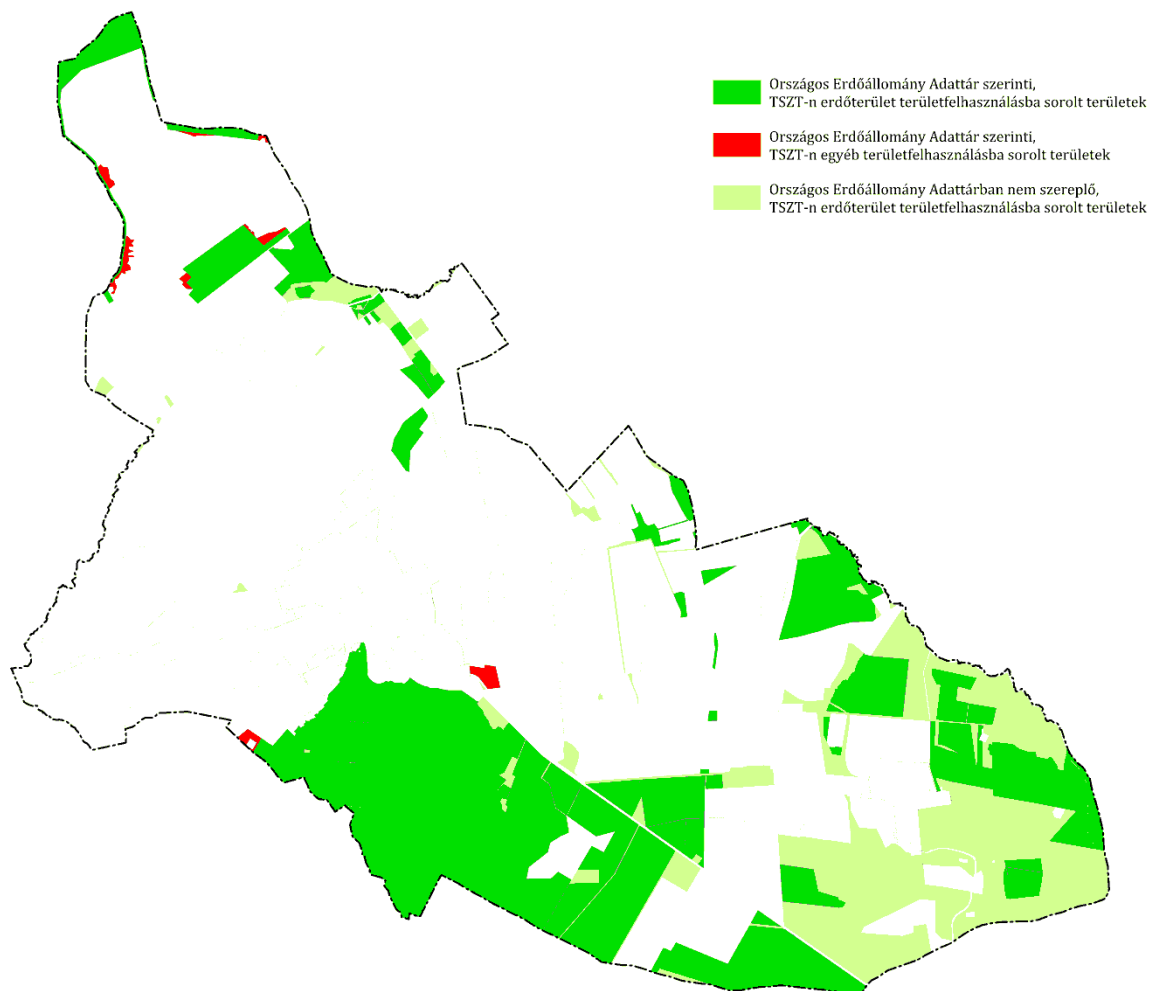 Országos Erdőállomány Adattár szerinti,
TSZT-n erdőterület területfelhasználásba sorolt területek
Országos Erdőállomány Adattár szerinti,
TSZT-n egyéb területfelhasználásba sorolt területek
Országos Erdőállomány Adattárban nem szereplő,
TSZT-n erdőterület területfelhasználásba sorolt területek